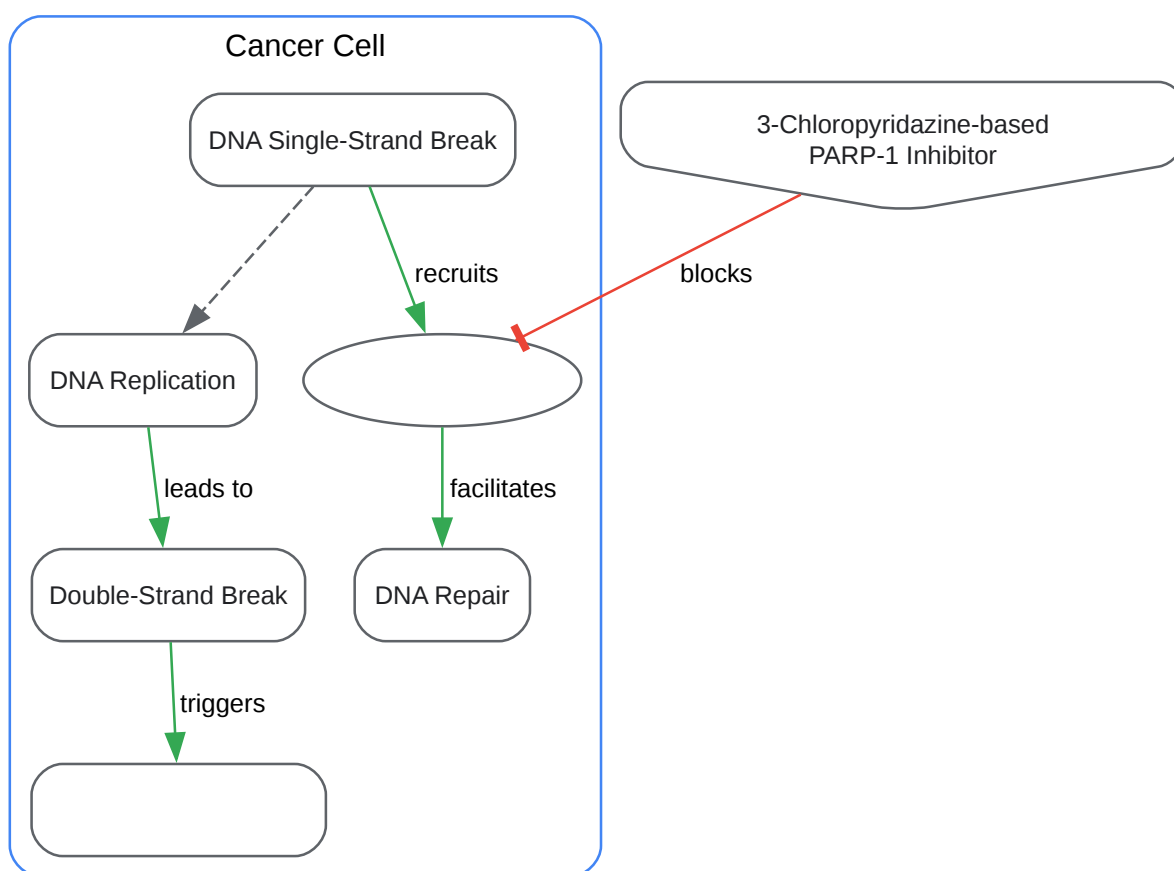 Cancer Cell
DNA Single-Strand Break
3-Chloropyridazine-based
PARP-1 Inhibitor
recruits
blocks
DNA Replication
leads to
facilitates
Double-Strand Break
DNA Repair
triggers